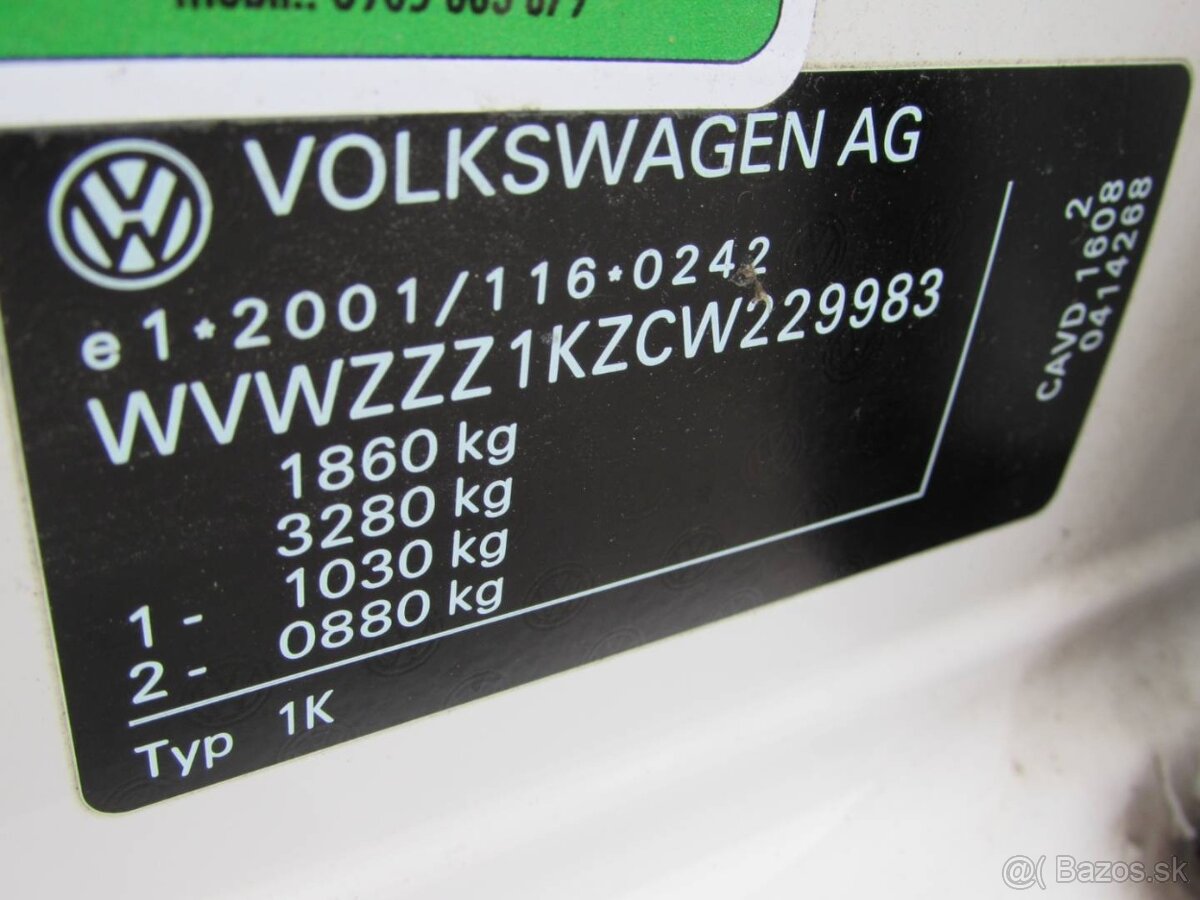 VOLKSWAGEN AG
e1*2001/116*0242
WVWZZZ1KZCW229983
1860 kg
3280 kg
1 - 1030 kg
2 - 0880 kg
Typ 1K
2
CAVD 1608
0414268
@( Bazos.sk